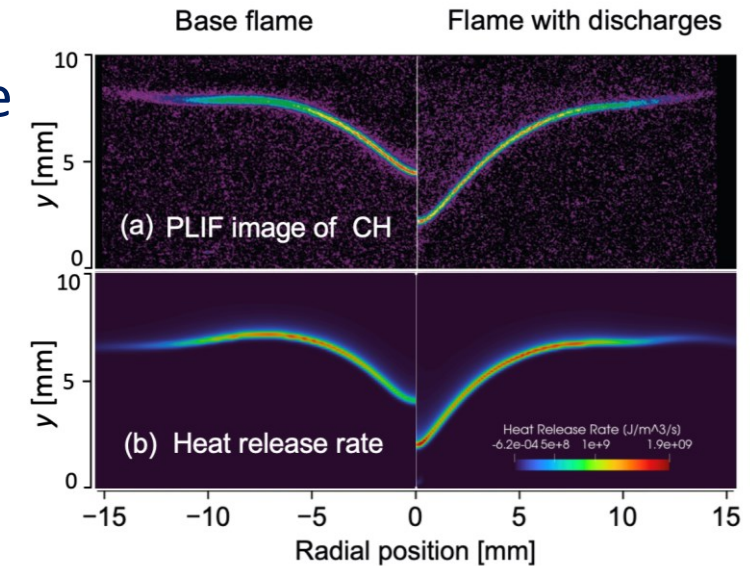 Base flame
Flame with discharges
e
10
5
0
y [mm]
(a) PLIF image of CH
10
5
0
y [mm]
(b) Heat release rate
Heat Release Rate [J/m^3/s]
-6.2e-04 5e+8 1e+9 1.9e+09
−15 −10 −5 0 5 10 15
Radial position [mm]